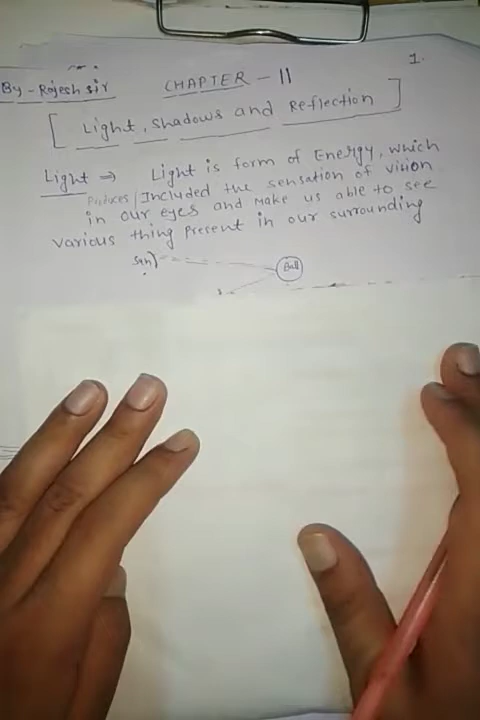 1.
By - Rajesh sir
CHAPTER - 11
[Light, Shadows and Reflection]
Light ⇒ Light is form of Energy, which
Produces / Included the sensation of vision
in our eyes and make us able to see
various thing present in our surrounding
Sun
Ball